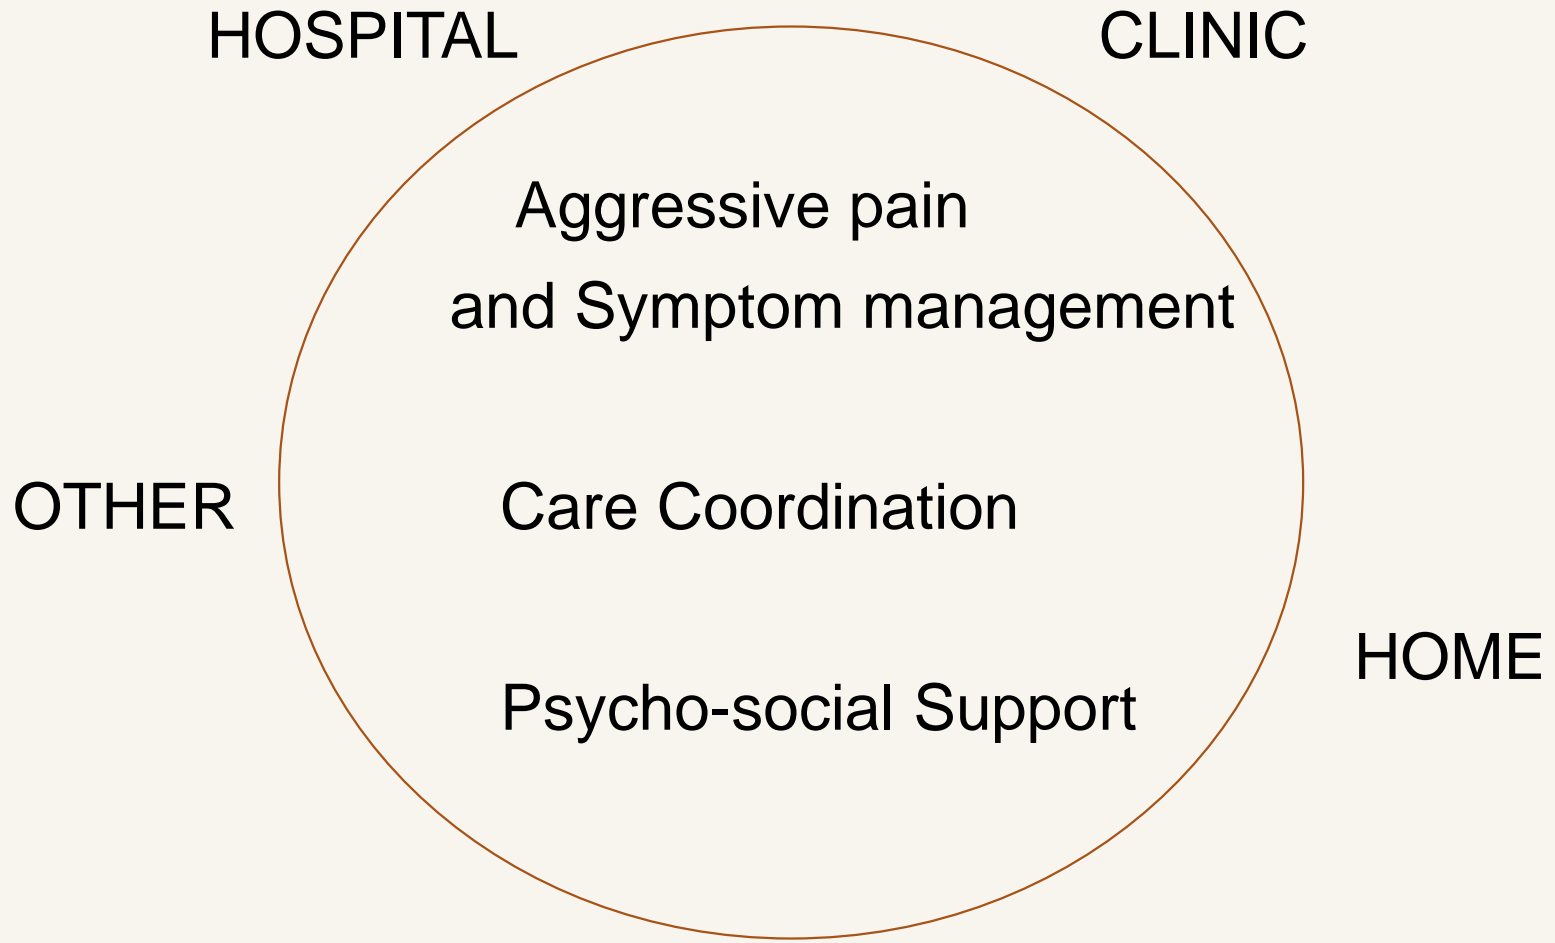 HOSPITAL
CLINIC
Aggressive pain
and Symptom management
OTHER
Care Coordination
HOME
Psycho-social Support